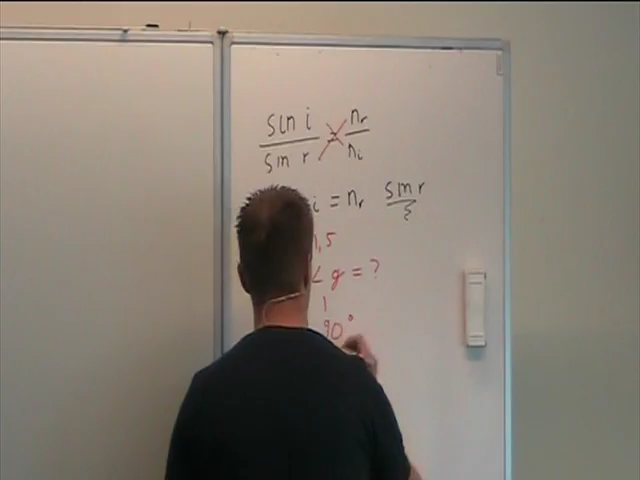 sin i / sin r = nr / ni
i = nr sin r
1,5
< g = ?
1
90°